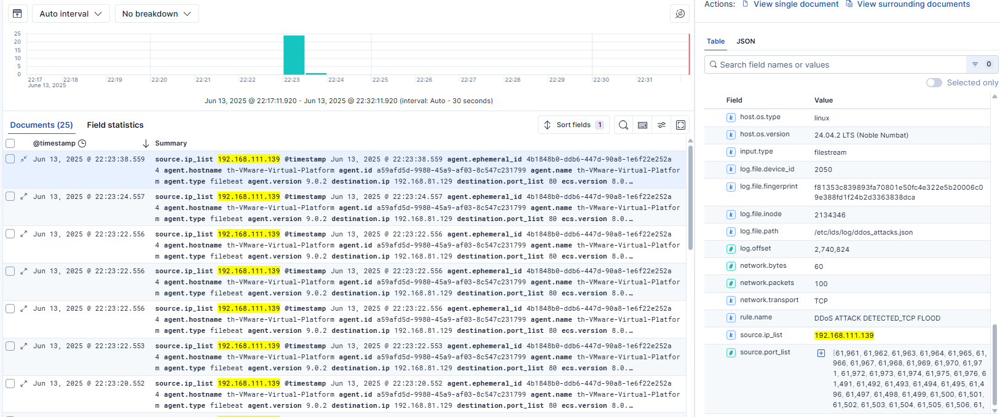 Auto interval
No breakdown
25
20
15
10
5
0
22:17 22:18 22:19 22:20 22:21 22:22 22:23 22:24 22:25 22:26 22:27 22:28 22:29 22:30 22:31
June 13, 2025
Jun 13, 2025 @ 22:17:11.920 - Jun 13, 2025 @ 22:32:11.920 (interval: Auto - 30 seconds)
Documents (25) Field statistics
Sort fields 1
@timestamp Summary
Jun 13, 2025 @ 22:23:38.559 source.ip_list 192.168.111.139 @timestamp Jun 13, 2025 @ 22:23:38.559 agent.ephemeral_id 4b1848b0-ddb6-447d-90a8-1e6f22e252a
4 agent.hostname th-VMware-Virtual-Platform agent.id a59afd5d-9980-45a9-af03-8c547c231799 agent.name th-VMware-Virtual-Platfor
m agent.type filebeat agent.version 9.0.2 destination.ip 192.168.81.129 destination.port_list 80 ecs.version 8.0.…
Jun 13, 2025 @ 22:23:24.557 source.ip_list 192.168.111.139 @timestamp Jun 13, 2025 @ 22:23:24.557 agent.ephemeral_id 4b1848b0-ddb6-447d-90a8-1e6f22e252a
4 agent.hostname th-VMware-Virtual-Platform agent.id a59afd5d-9980-45a9-af03-8c547c231799 agent.name th-VMware-Virtual-Platfor
m agent.type filebeat agent.version 9.0.2 destination.ip 192.168.81.129 destination.port_list 80 ecs.version 8.0.…
Jun 13, 2025 @ 22:23:22.556 source.ip_list 192.168.111.139 @timestamp Jun 13, 2025 @ 22:23:22.556 agent.ephemeral_id 4b1848b0-ddb6-447d-90a8-1e6f22e252a
4 agent.hostname th-VMware-Virtual-Platform agent.id a59afd5d-9980-45a9-af03-8c547c231799 agent.name th-VMware-Virtual-Platfor
m agent.type filebeat agent.version 9.0.2 destination.ip 192.168.81.129 destination.port_list 80 ecs.version 8.0.…
Jun 13, 2025 @ 22:23:22.556 source.ip_list 192.168.111.139 @timestamp Jun 13, 2025 @ 22:23:22.556 agent.ephemeral_id 4b1848b0-ddb6-447d-90a8-1e6f22e252a
4 agent.hostname th-VMware-Virtual-Platform agent.id a59afd5d-9980-45a9-af03-8c547c231799 agent.name th-VMware-Virtual-Platfor
m agent.type filebeat agent.version 9.0.2 destination.ip 192.168.81.129 destination.port_list 80 ecs.version 8.0.…
Jun 13, 2025 @ 22:23:22.556 source.ip_list 192.168.111.139 @timestamp Jun 13, 2025 @ 22:23:22.556 agent.ephemeral_id 4b1848b0-ddb6-447d-90a8-1e6f22e252a
4 agent.hostname th-VMware-Virtual-Platform agent.id a59afd5d-9980-45a9-af03-8c547c231799 agent.name th-VMware-Virtual-Platfor
m agent.type filebeat agent.version 9.0.2 destination.ip 192.168.81.129 destination.port_list 80 ecs.version 8.0.…
Jun 13, 2025 @ 22:23:22.553 source.ip_list 192.168.111.139 @timestamp Jun 13, 2025 @ 22:23:22.553 agent.ephemeral_id 4b1848b0-ddb6-447d-90a8-1e6f22e252a
4 agent.hostname th-VMware-Virtual-Platform agent.id a59afd5d-9980-45a9-af03-8c547c231799 agent.name th-VMware-Virtual-Platfor
m agent.type filebeat agent.version 9.0.2 destination.ip 192.168.81.129 destination.port_list 80 ecs.version 8.0.…
Jun 13, 2025 @ 22:23:20.552 source.ip_list 192.168.111.139 @timestamp Jun 13, 2025 @ 22:23:20.552 agent.ephemeral_id 4b1848b0-ddb6-447d-90a8-1e6f22e252a
4 agent.hostname th-VMware-Virtual-Platform agent.id a59afd5d-9980-45a9-af03-8c547c231799 agent.name th-VMware-Virtual-Platfor
m agent.type filebeat agent.version 9.0.2 destination.ip 192.168.81.129 destination.port_list 80 ecs.version 8.0.…
Actions: View single document View surrounding documents
Table JSON
Search field names or values 0
Selected only
Field Value
k host.os.type linux
k host.os.version 24.04.2 LTS (Noble Numbat)
k input.type filestream
k log.file.device_id 2050
k log.file.fingerprint f81353c839893fa70801e50fc4e322e5b20006c0
9e388fd1f24b2d3363838dca
k log.file.inode 2134346
k log.file.path /etc/ids/log/ddos_attacks.json
# log.offset 2,740,824
# network.bytes 60
# network.packets 100
k network.transport TCP
k rule.name DDoS ATTACK DETECTED_TCP FLOOD
k source.ip_list 192.168.111.139
# source.port_list [61,961, 61,962, 61,963, 61,964, 61,965, 61,
966, 61,967, 61,968, 61,969, 61,970, 61,97
1, 61,972, 61,973, 61,974, 61,975, 61,976, 6
1,491, 61,492, 61,493, 61,494, 61,495, 61,4
96, 61,497, 61,498, 61,499, 61,500, 61,501,
61,502, 61,503, 61,504, 61,505, 61,506, 61,